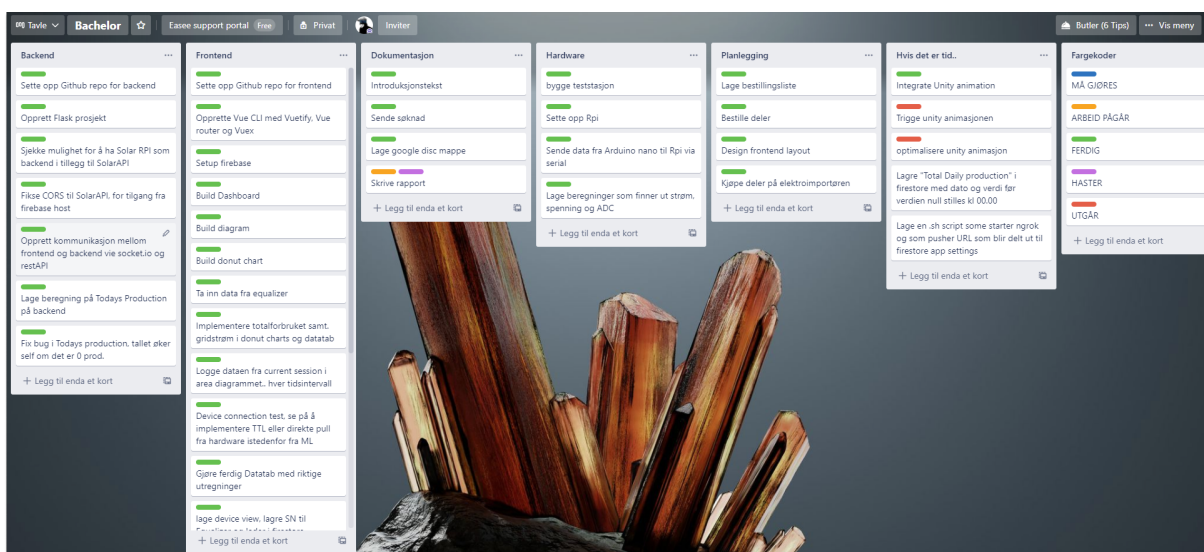 Tavle
Bachelor
Easee support portal Free
Privat
Inviter
Butler (6 Tips)
Vis meny
Backend
Sette opp Github repo for backend
Opprett Flask prosjekt
Sjekke mulighet for å ha Solar RPI som
backend i tillegg til SolarAPI
Fikse CORS til SolarAPI, for tilgang fra
firebase host
Opprett kommunikasjon mellom
frontend og backend vie socket.io og
restAPI
Lage beregning på Todays Production
på backend
Fix bug i Todays production. tallet øker
self om det er 0 prod.
+ Legg til enda et kort
Frontend
Sette opp Github repo for frontend
Opprette Vue CLI med Vuetify, Vue
router og Vuex
Setup firebase
Build Dashboard
Build diagram
Build donut chart
Ta inn data fra equalizer
Implementere totalforbruket samt.
gridstrøm i donut charts og datatab
Logge dataen fra current session i
area diagrammet.. hver tidsintervall
Device connection test, se på å
implementere TTL eller direkte pull
fra hardware istedenfor fra ML
Gjøre ferdig Datatab med riktige
utregninger
lage device view, lagre SN til
+ Legg til enda et kort
Dokumentasjon
Introduksjonstekst
Sende søknad
Lage google disc mappe
Skrive rapport
+ Legg til enda et kort
Hardware
bygge teststasjon
Sette opp Rpi
Sende data fra Arduino nano til Rpi via
serial
Lage beregninger som finner ut strøm,
spenning og ADC
+ Legg til enda et kort
Planlegging
Lage bestillingsliste
Bestille deler
Design frontend layout
Kjøpe deler på elektroimportøren
+ Legg til enda et kort
Hvis det er tid..
Integrate Unity animation
Trigge unity animasjonen
optimalisere unity animasjon
Lagre "Total Daily production" i
firestore med dato og verdi før
verdien null stilles kl 00.00
Lage en .sh script some starter ngrok
og som pusher URL som blir delt ut til
firestore app settings
+ Legg til enda et kort
Fargekoder
MÅ GJØRES
ARBEID PÅGÅR
FERDIG
HASTER
UTGÅR
+ Legg til enda et kort